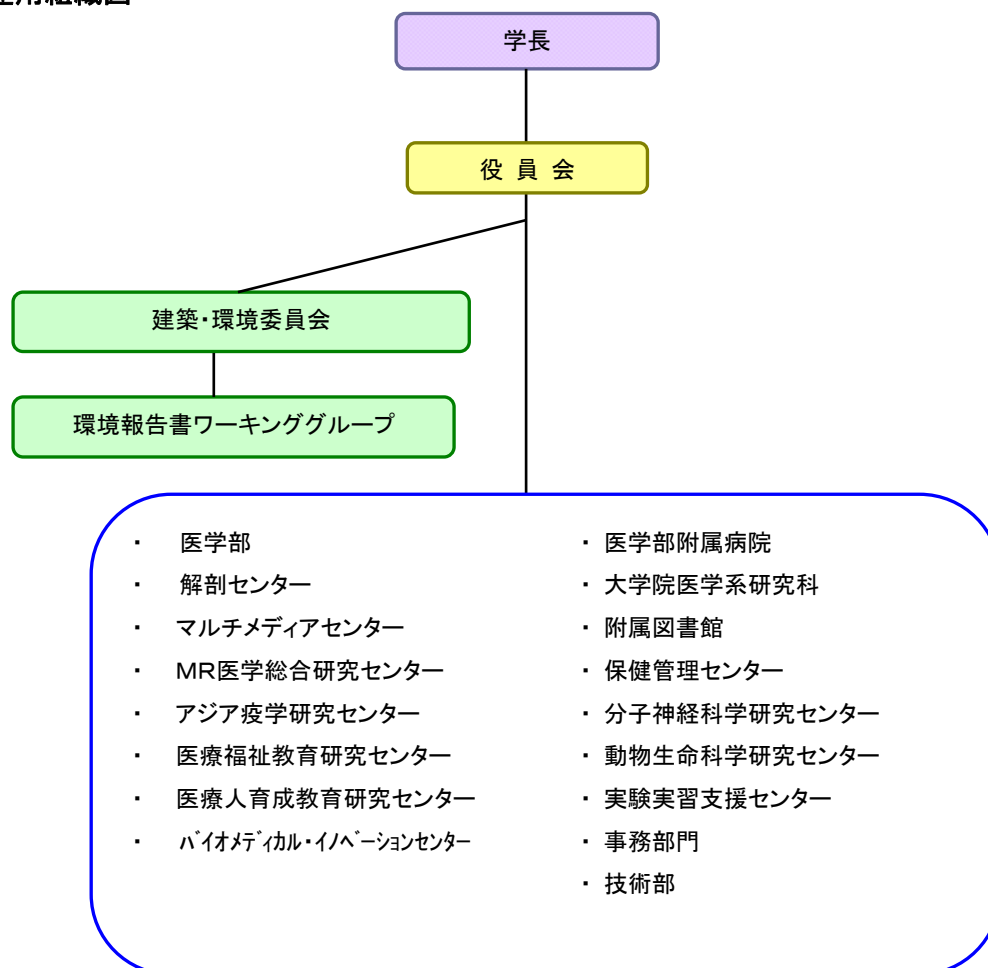 運用組織図
学長
役 員 会
建築・環境委員会
環境報告書ワーキンググループ
・ 医学部
・ 解剖センター
・ マルチメディアセンター
・ MR医学総合研究センター
・ アジア疫学研究センター
・ 医療福祉教育研究センター
・ 医療人育成教育研究センター
・ バイオメディカル・イノベーションセンター
・ 医学部附属病院
・ 大学院医学系研究科
・ 附属図書館
・ 保健管理センター
・ 分子神経科学研究センター
・ 動物生命科学研究センター
・ 実験実習支援センター
・ 事務部門
・ 技術部